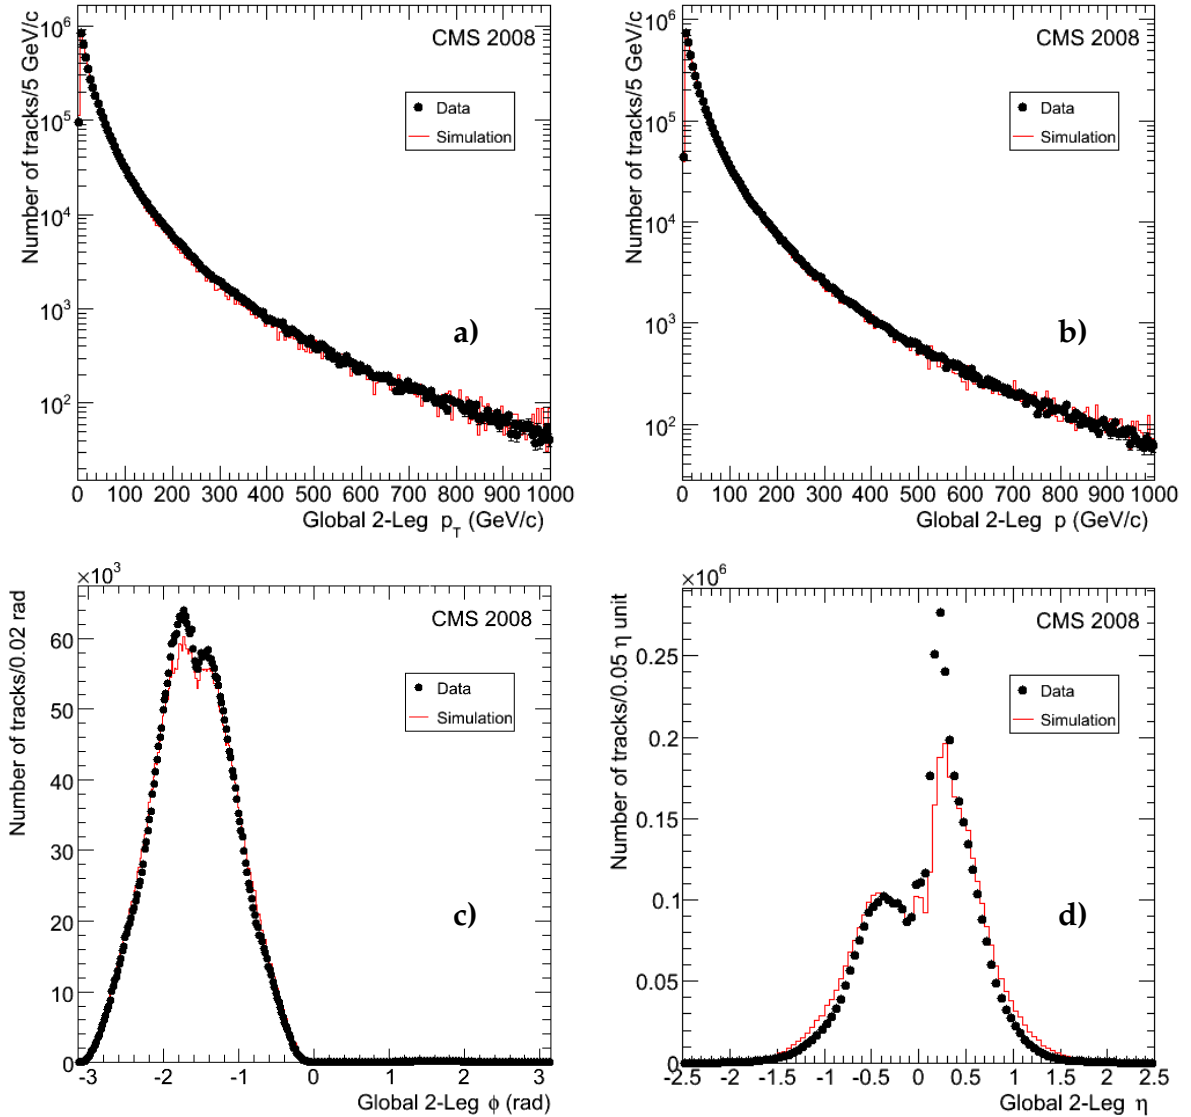 Number of tracks/5 GeV/c
10^6
10^5
10^4
10^3
10^2
CMS 2008
Data
Simulation
a)
0 100 200 300 400 500 600 700 800 900 1000
Global 2-Leg p_T (GeV/c)
Number of tracks/5 GeV/c
10^6
10^5
10^4
10^3
10^2
CMS 2008
Data
Simulation
b)
0 100 200 300 400 500 600 700 800 900 1000
Global 2-Leg p (GeV/c)
×10^3
Number of tracks/0.02 rad
60
50
40
30
20
10
0
CMS 2008
Data
Simulation
c)
-3 -2 -1 0 1 2 3
Global 2-Leg ϕ (rad)
×10^6
Number of tracks/0.05 η unit
0.25
0.2
0.15
0.1
0.05
0
CMS 2008
Data
Simulation
d)
-2.5 -2 -1.5 -1 -0.5 0 0.5 1 1.5 2 2.5
Global 2-Leg η